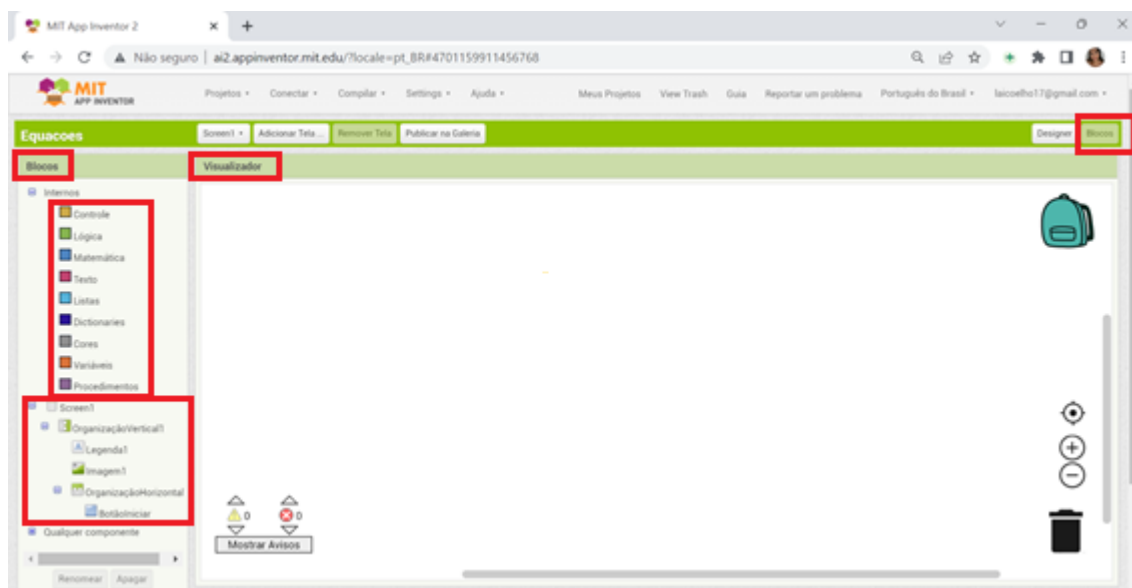 MIT App Inventor 2
Não seguro | ai2.appinventor.mit.edu/?locale=pt_BR#4701159911456768
MIT
APP INVENTOR
Projetos Conectar Compilar Settings Ajuda Meus Projetos View Trash Guia Reportar um problema Português do Brasil laicoelho17@gmail.com
Equacoes Screen1 Adicionar Tela ... Remover Tela Publicar na Galeria Designer Blocos
Blocos Visualizador
Internos
Controle
Lógica
Matemática
Texto
Listas
Dictionaries
Cores
Variáveis
Procedimentos
Screen1
OrganizaçãoVertical1
Legenda1
Imagem1
OrganizaçãoHorizontal
BotãoIniciar
Qualquer componente
0 0
Mostrar Avisos
Renomear Apagar